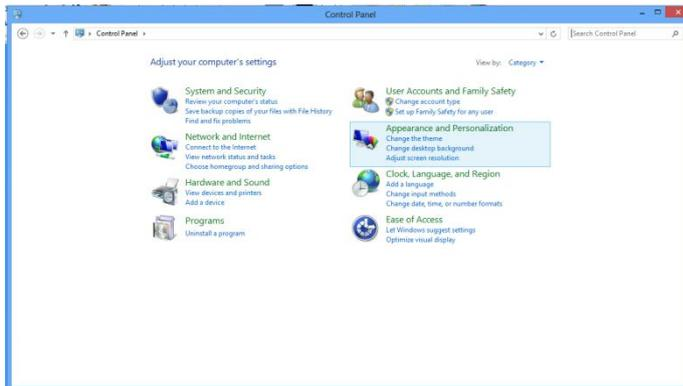 Control Panel
Control Panel
Search Control Panel
Adjust your computer's settings
View by: Category
System and Security
Review your computer's status
Save backup copies of your files with File History
Find and fix problems
Network and Internet
Connect to the Internet
View network status and tasks
Choose homegroup and sharing options
Hardware and Sound
View devices and printers
Add a device
Programs
Uninstall a program
User Accounts and Family Safety
Change account type
Set up Family Safety for any user
Appearance and Personalization
Change the theme
Change desktop background
Adjust screen resolution
Clock, Language, and Region
Add a language
Change input methods
Change date, time, or number formats
Ease of Access
Let Windows suggest settings
Optimize visual display